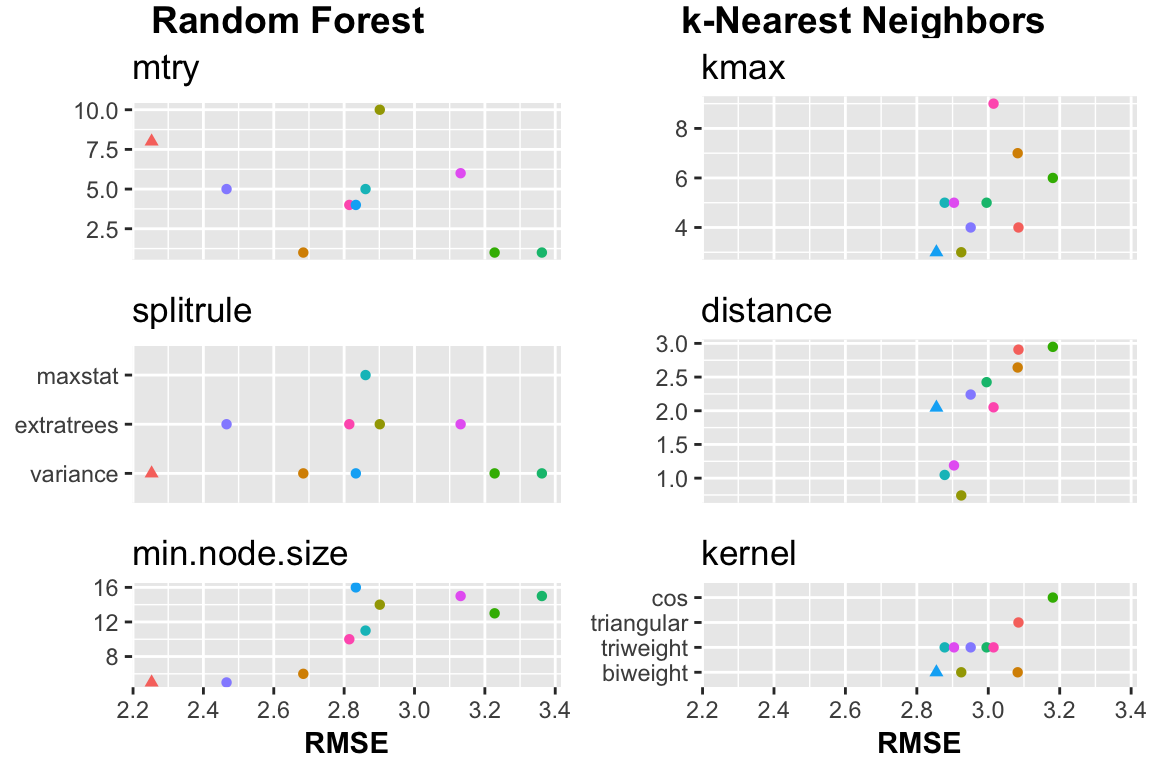 Random Forest
mtry
10.0
7.5
5.0
2.5
splitrule
maxstat
extratrees
variance
min.node.size
16
12
8
2.2 2.4 2.6 2.8 3.0 3.2 3.4
RMSE
k-Nearest Neighbors
kmax
8
6
4
distance
3.0
2.5
2.0
1.5
1.0
kernel
cos
triangular
triweight
biweight
2.2 2.4 2.6 2.8 3.0 3.2 3.4
RMSE